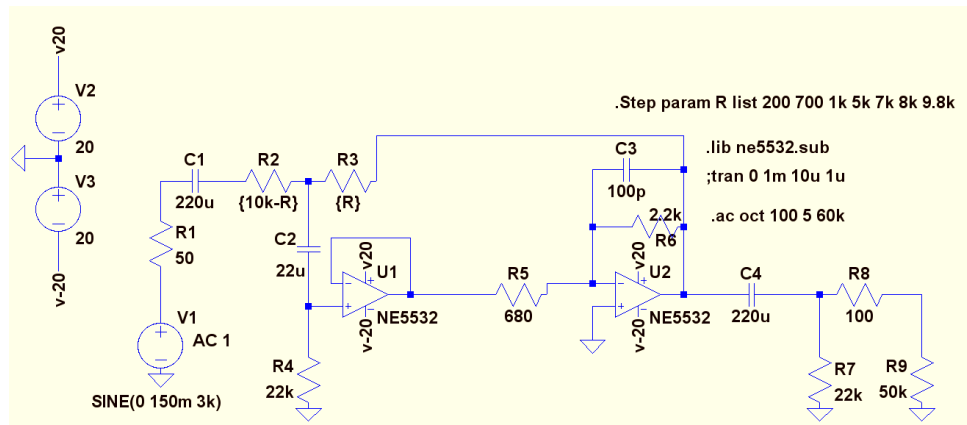 v20
V2
20
V3
20
v-20
.Step param R list 200 700 1k 5k 7k 8k 9.8k
.lib ne5532.sub
;tran 0 1m 10u 1u
.ac oct 100 5 60k
C1
220u
R2
{10k-R}
R3
{R}
R1
50
V1
AC 1
SINE(0 150m 3k)
C2
22u
R4
22k
v20
U1
NE5532
v-20
R5
680
C3
100p
2.2k
R6
v20
U2
NE5532
v-20
C4
220u
R8
100
R7
22k
R9
50k